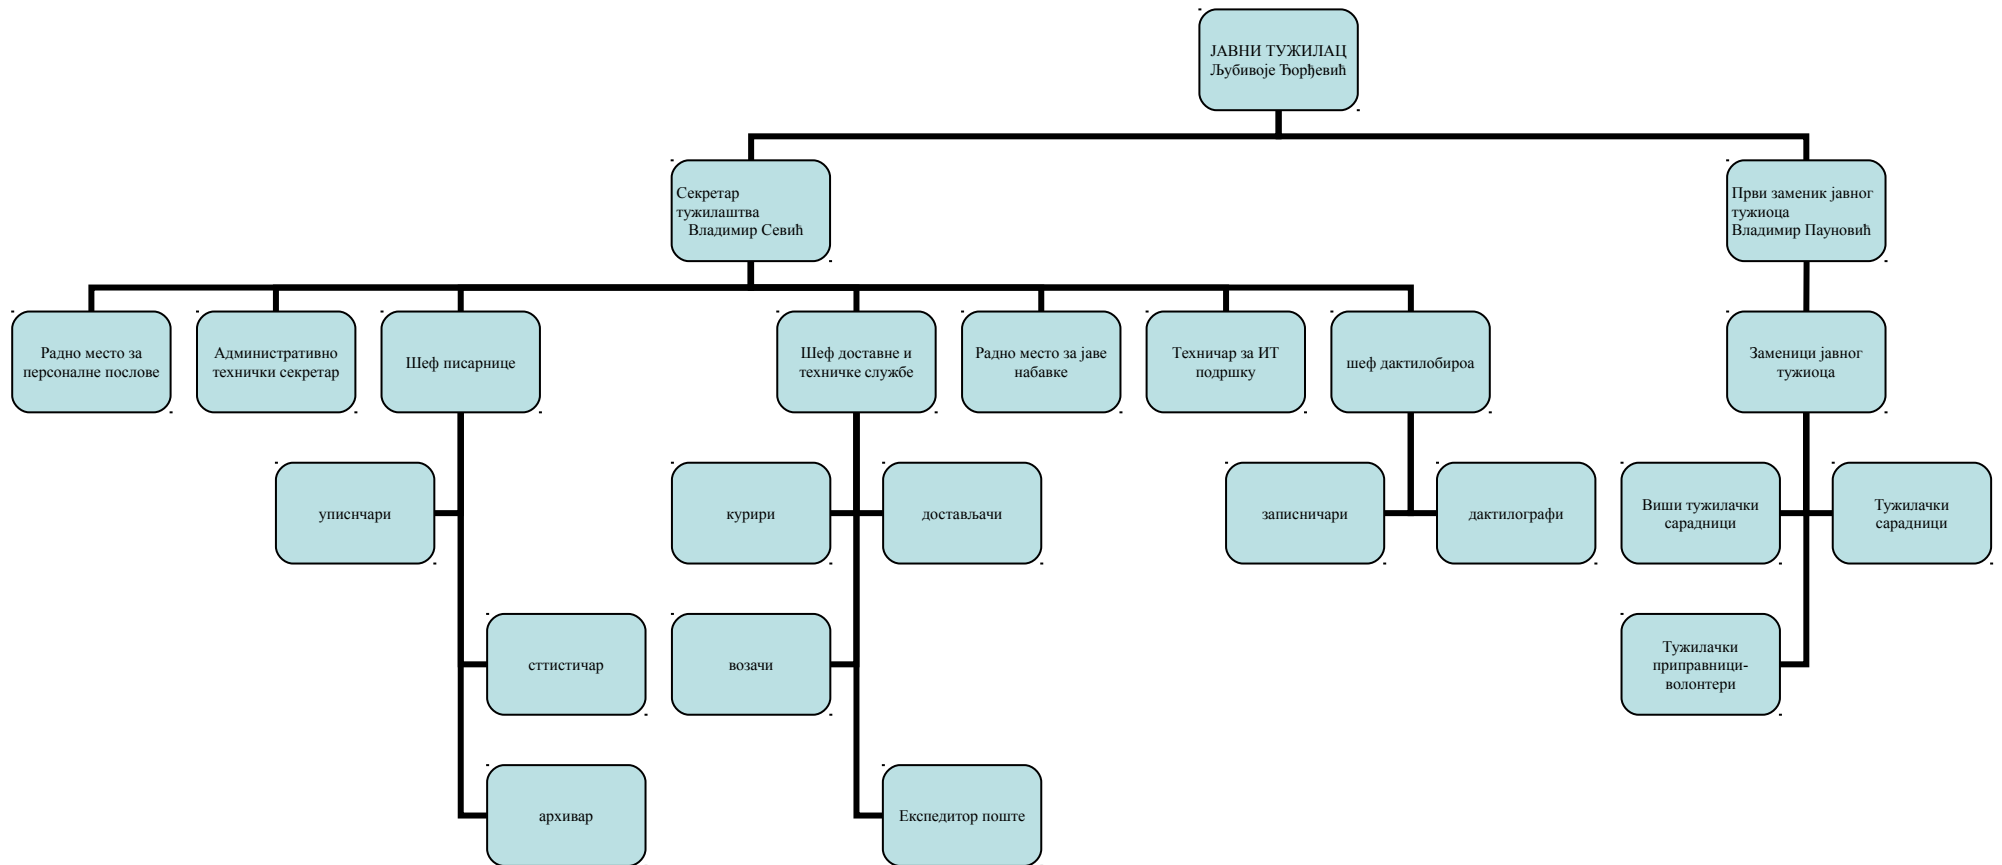 ЈАВНИ ТУЖИЛАЦ
Љубивоје Ђорђевић
Секретар
тужилаштва
Владимир Севић
Први заменик јавног
тужиоца
Владимир Пауновић
Радно место за
персоналне послове
Административно
технички секретар
Шеф писарнице
Шеф доставне и
техничке службе
Радно место за јаве
набавке
Техничар за ИТ
подршку
шеф дактилобироа
Заменици јавног
тужиоца
уписнчари
курири
достављачи
записничари
дактилографи
Виши тужилачки
сарадници
Тужилачки
сарадници
сттистичар
возачи
Тужилачки
приправници-
волонтери
архивар
Експедитор поште